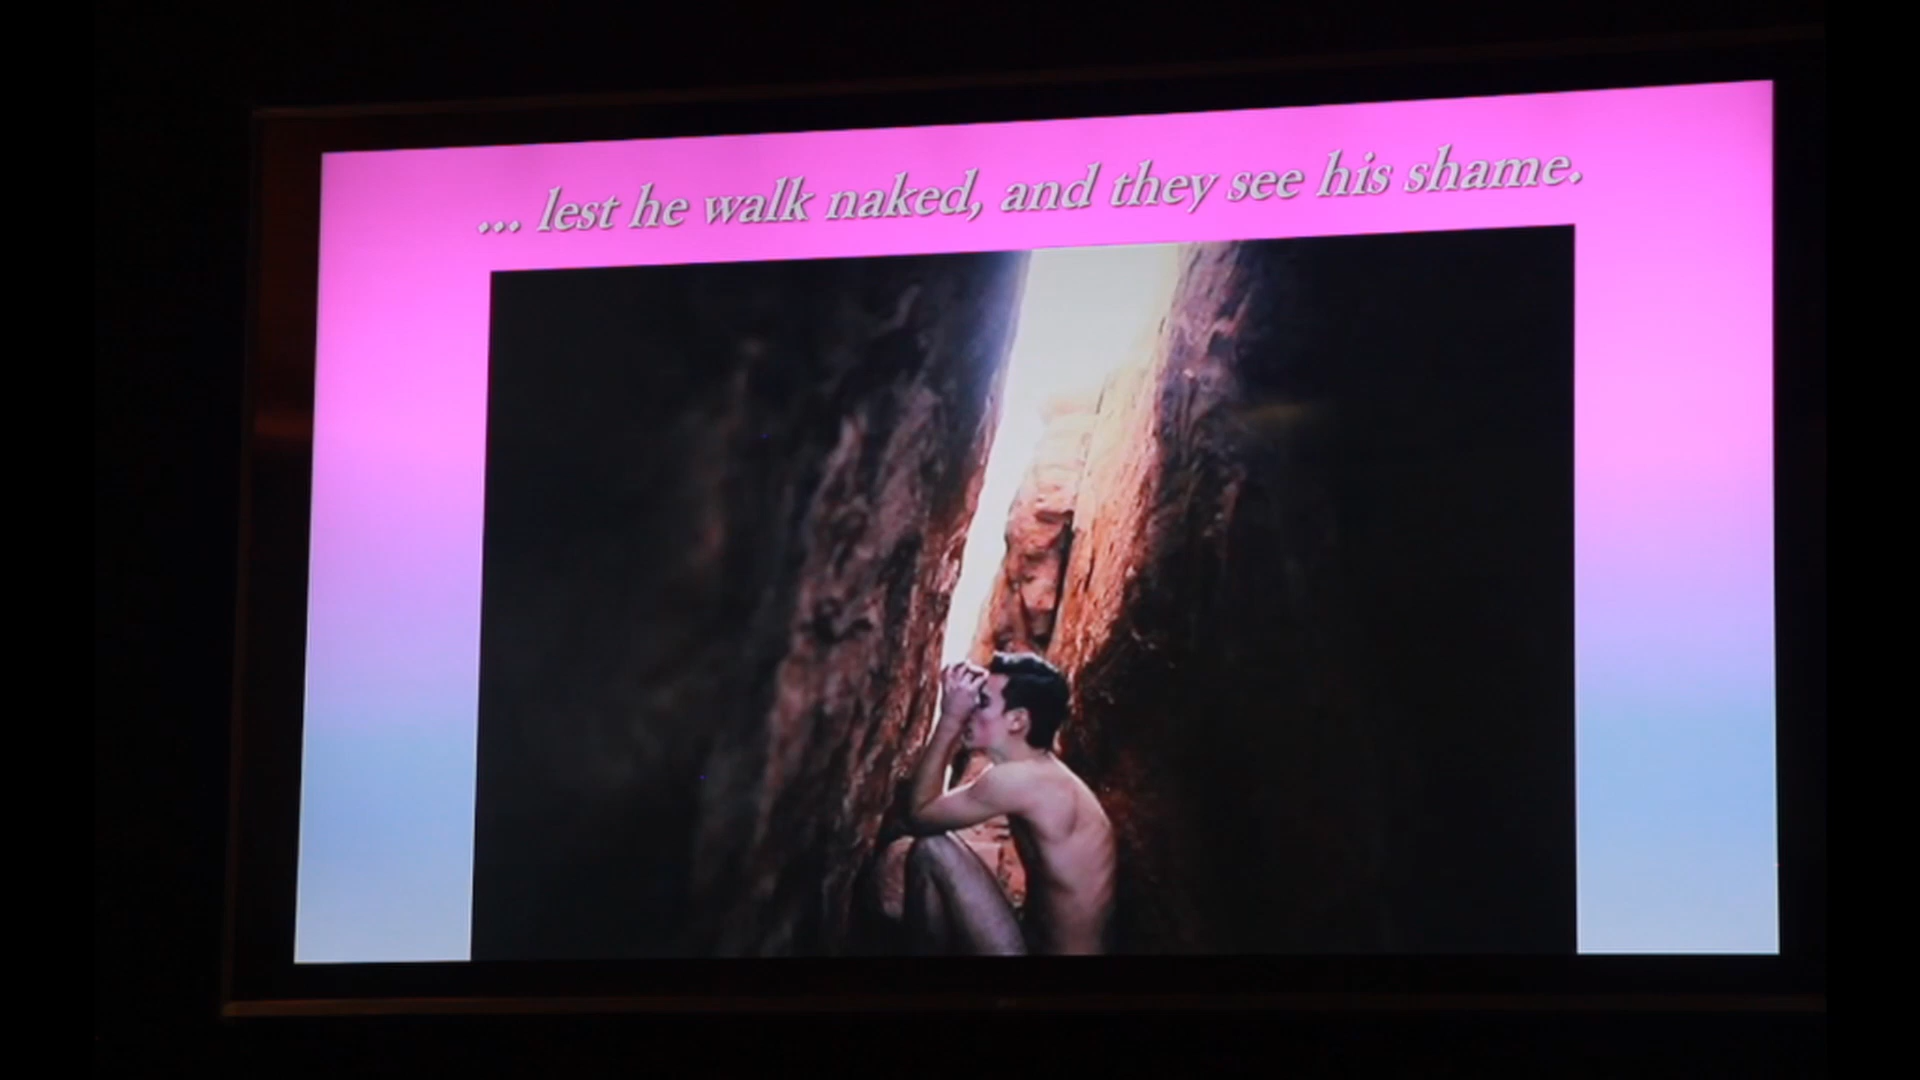 ... lest he walk naked, and they see his shame.